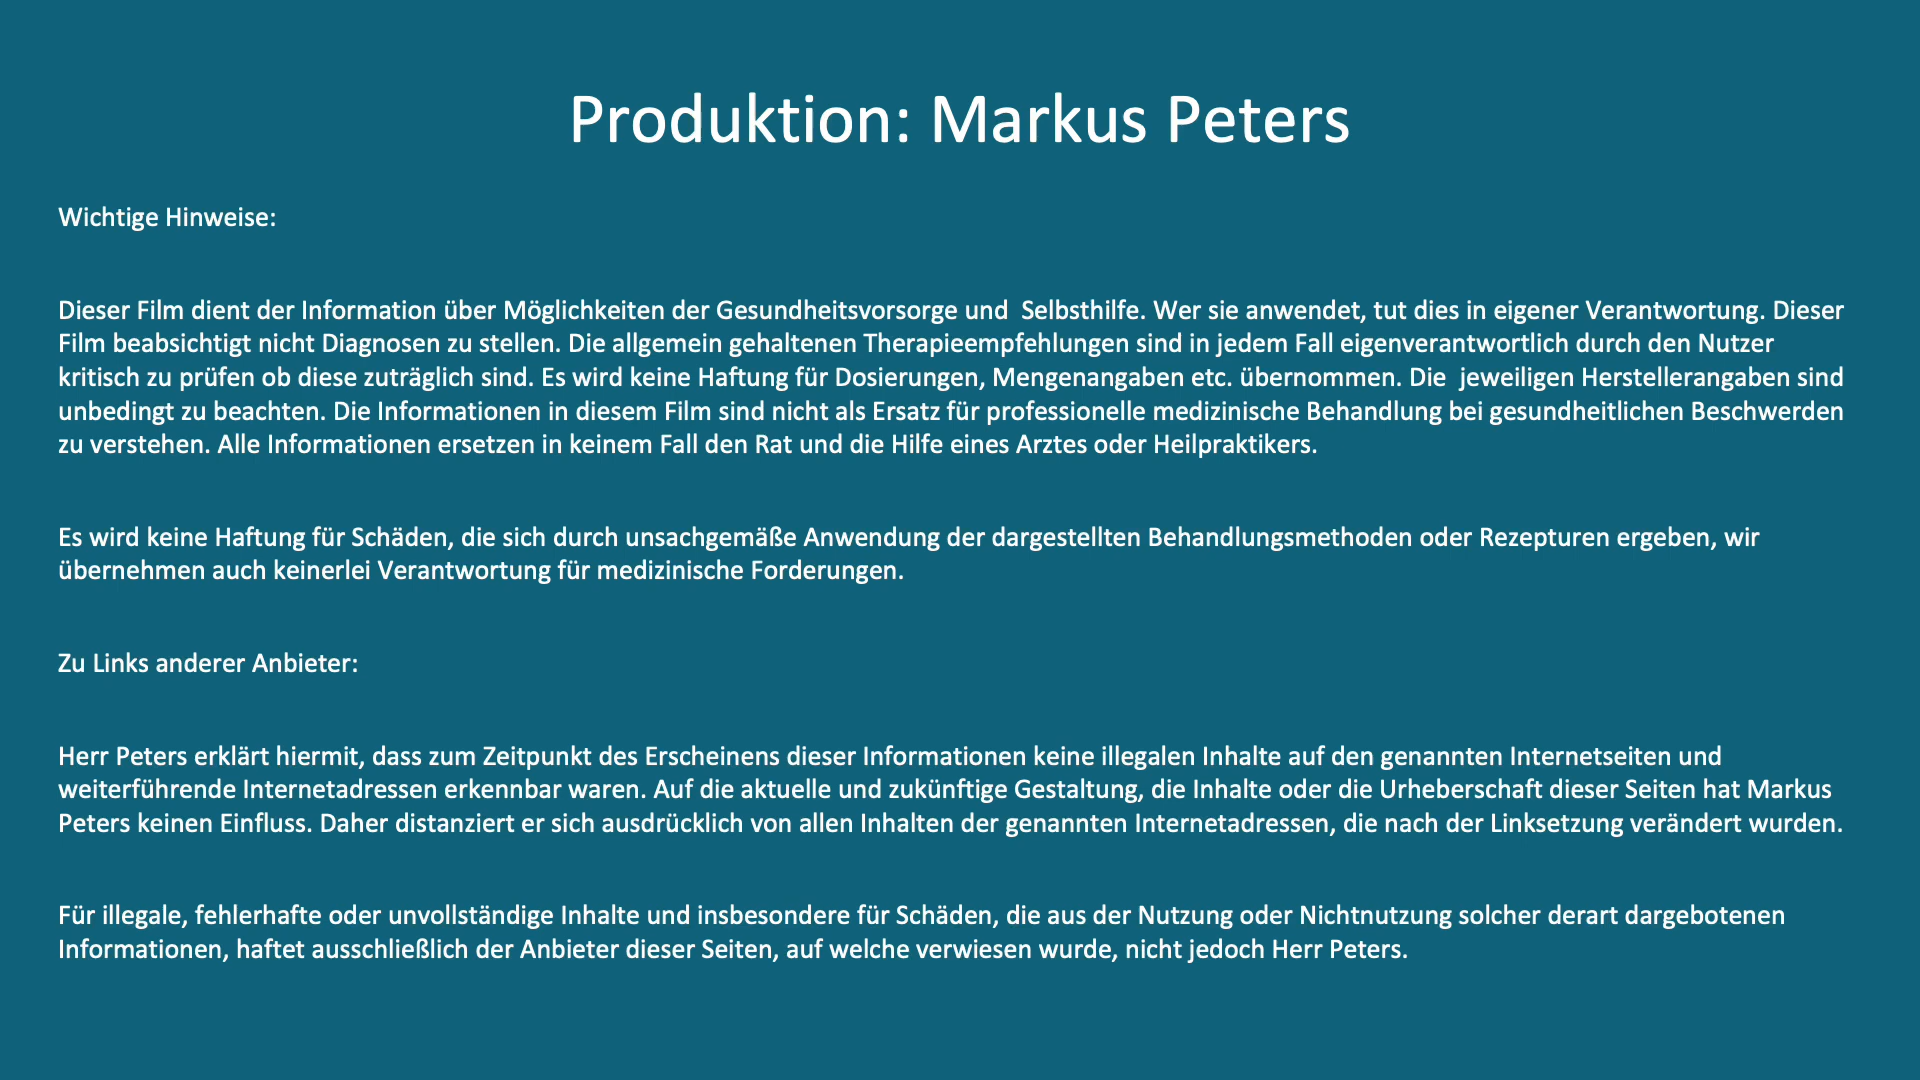 Produktion: Markus Peters
Wichtige Hinweise:
Dieser Film dient der Information über Möglichkeiten der Gesundheitsvorsorge und  Selbsthilfe. Wer sie anwendet, tut dies in eigener Verantwortung. Dieser
Film beabsichtigt nicht Diagnosen zu stellen. Die allgemein gehaltenen Therapieempfehlungen sind in jedem Fall eigenverantwortlich durch den Nutzer
kritisch zu prüfen ob diese zuträglich sind. Es wird keine Haftung für Dosierungen, Mengenangaben etc. übernommen. Die  jeweiligen Herstellerangaben sind
unbedingt zu beachten. Die Informationen in diesem Film sind nicht als Ersatz für professionelle medizinische Behandlung bei gesundheitlichen Beschwerden
zu verstehen. Alle Informationen ersetzen in keinem Fall den Rat und die Hilfe eines Arztes oder Heilpraktikers.
Es wird keine Haftung für Schäden, die sich durch unsachgemäße Anwendung der dargestellten Behandlungsmethoden oder Rezepturen ergeben, wir
übernehmen auch keinerlei Verantwortung für medizinische Forderungen.
Zu Links anderer Anbieter:
Herr Peters erklärt hiermit, dass zum Zeitpunkt des Erscheinens dieser Informationen keine illegalen Inhalte auf den genannten Internetseiten und
weiterführende Internetadressen erkennbar waren. Auf die aktuelle und zukünftige Gestaltung, die Inhalte oder die Urheberschaft dieser Seiten hat Markus
Peters keinen Einfluss. Daher distanziert er sich ausdrücklich von allen Inhalten der genannten Internetadressen, die nach der Linksetzung verändert wurden.
Für illegale, fehlerhafte oder unvollständige Inhalte und insbesondere für Schäden, die aus der Nutzung oder Nichtnutzung solcher derart dargebotenen
Informationen, haftet ausschließlich der Anbieter dieser Seiten, auf welche verwiesen wurde, nicht jedoch Herr Peters.